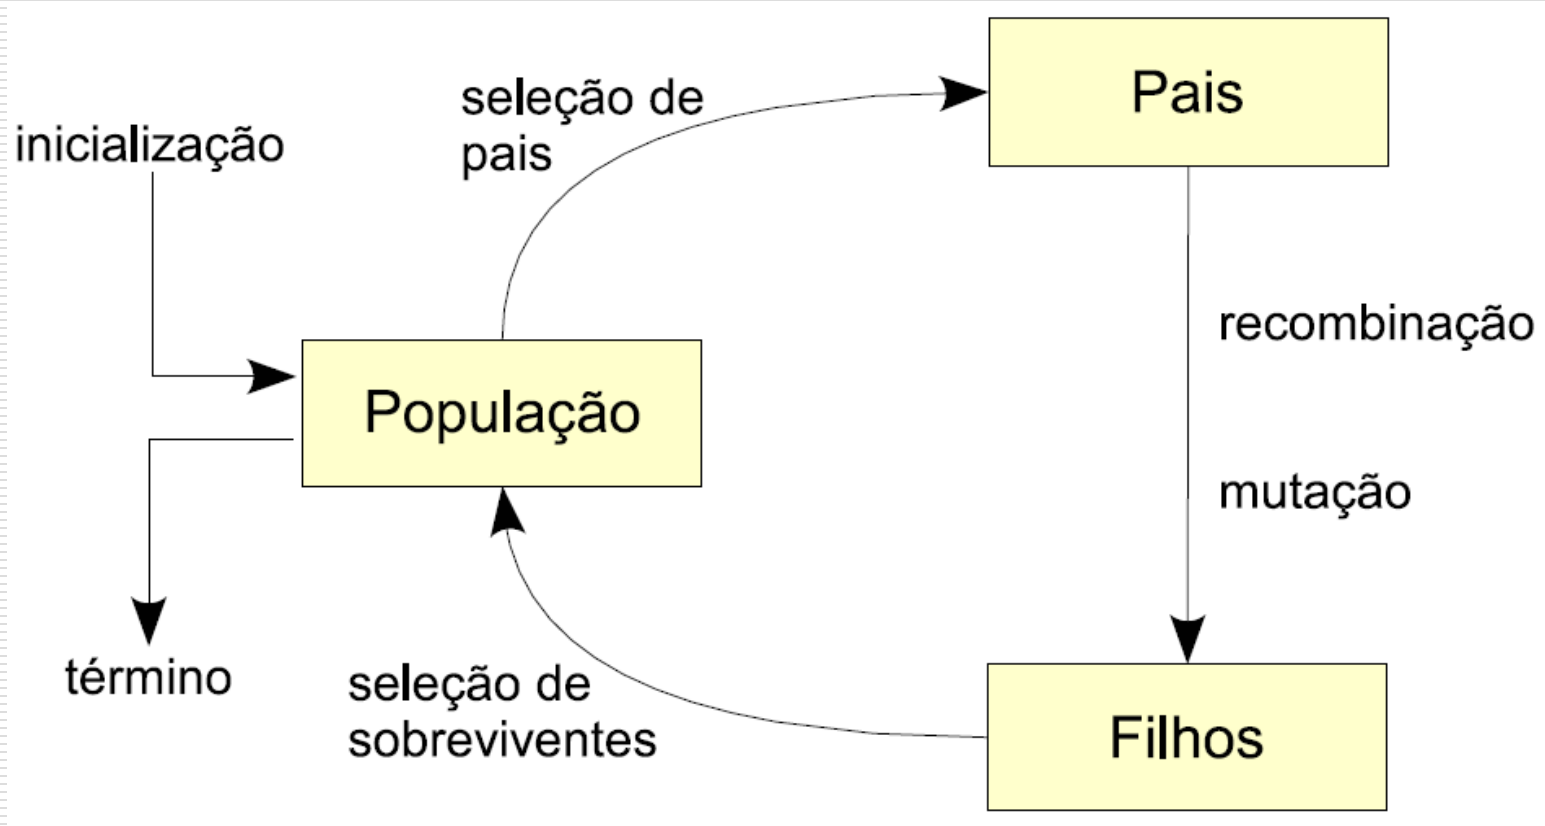 inicialização
seleção de
pais
Pais
recombinação
mutação
População
término
seleção de
sobreviventes
Filhos